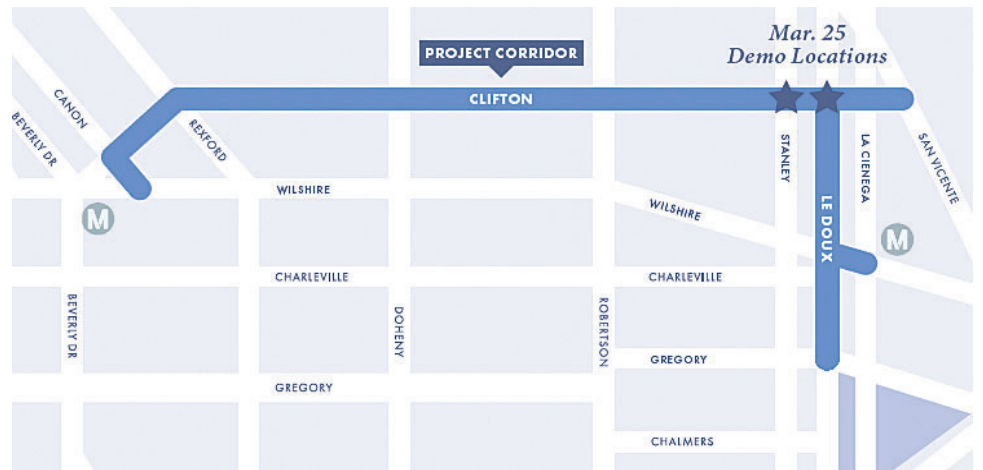 Mar. 25
Demo Locations
PROJECT CORRIDOR
CLIFTON
CANON
BEVERLY DR
REXFORD
STANLEY
LA CIENEGA
SAN VICENTE
WILSHIRE
WILSHIRE
LE DOUX
M
M
CHARLEVILLE
CHARLEVILLE
BEVERLY DR
DOHENY
ROBERTSON
GREGORY
GREGORY
CHALMERS